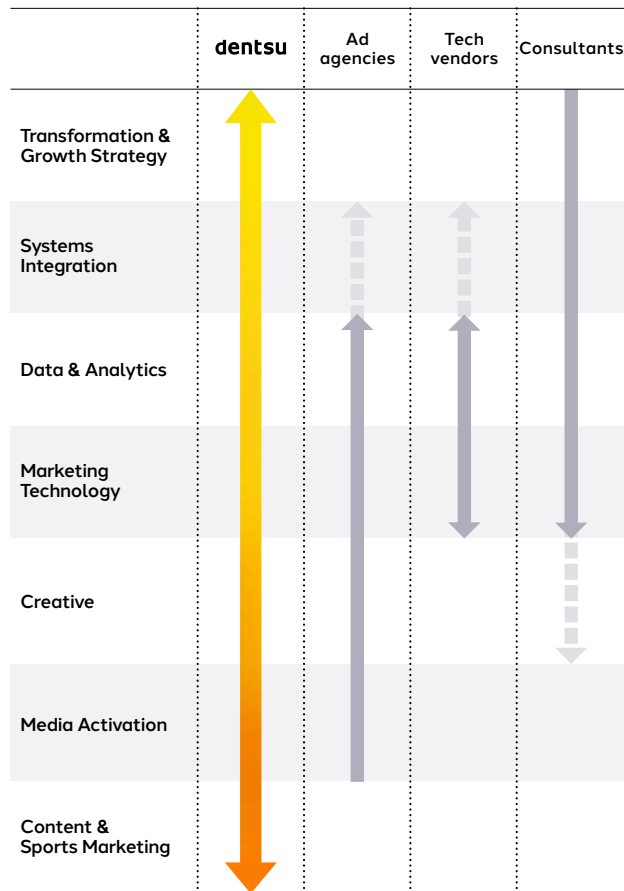 dentsu
Ad
agencies
Tech
vendors
Consultants
Transformation &
Growth Strategy
Systems
Integration
Data & Analytics
Marketing
Technology
Creative
Media Activation
Content &
Sports Marketing